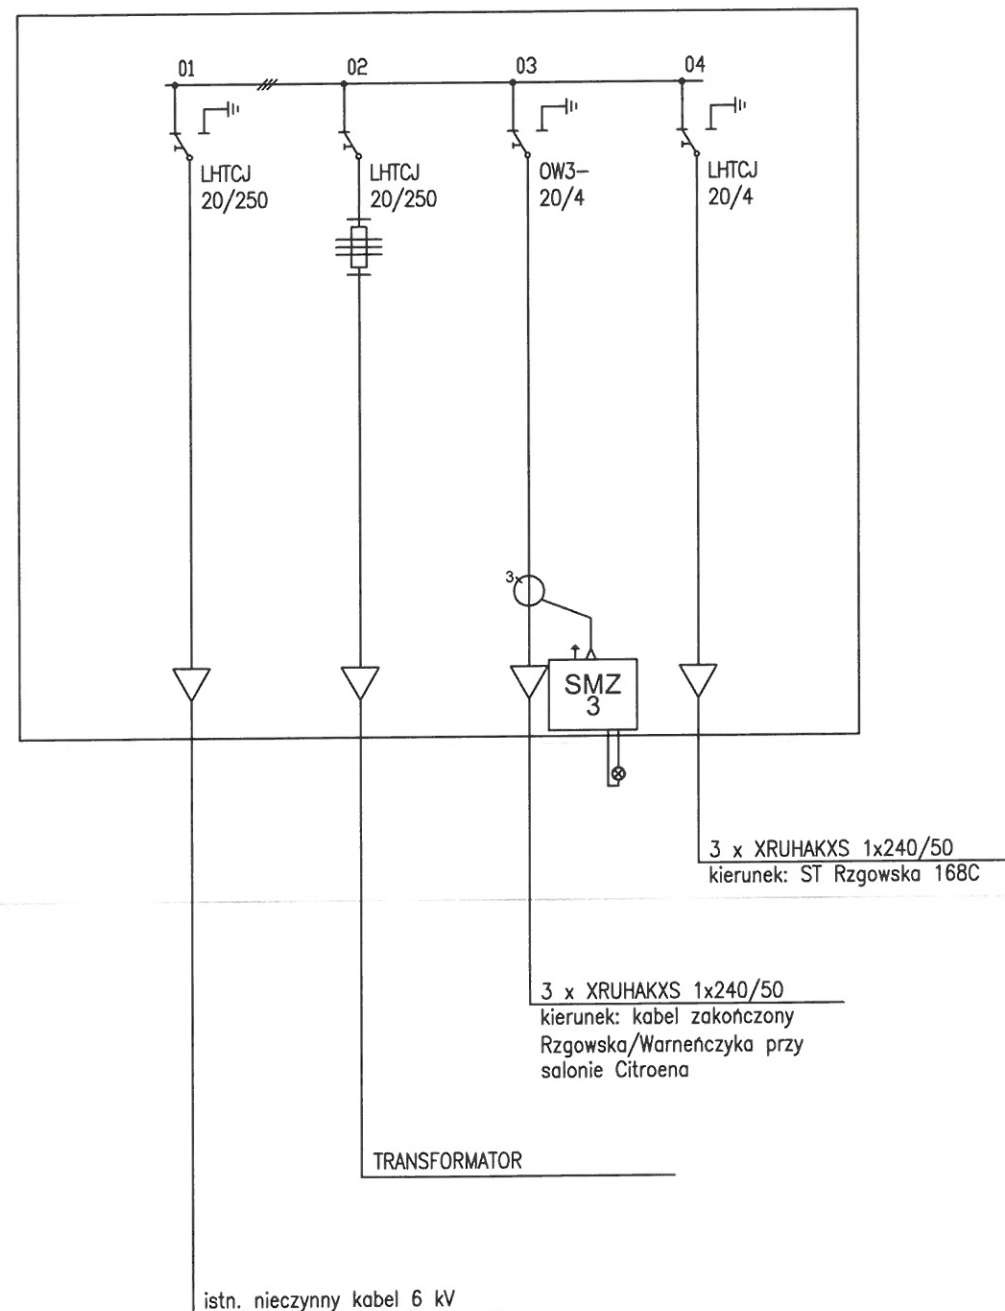 01
02
03
04
LHTCJ
20/250
LHTCJ
20/250
OW3-
20/4
LHTCJ
20/4
3x
SMZ
3
3 x XRUHAKXS 1x240/50
kierunek: ST Rzgowska 168C
3 x XRUHAKXS 1x240/50
kierunek: kabel zakończony
Rzgowska/Warneńczyka przy
salonie Citroena
TRANSFORMATOR
istn. nieczynny kabel 6 kV